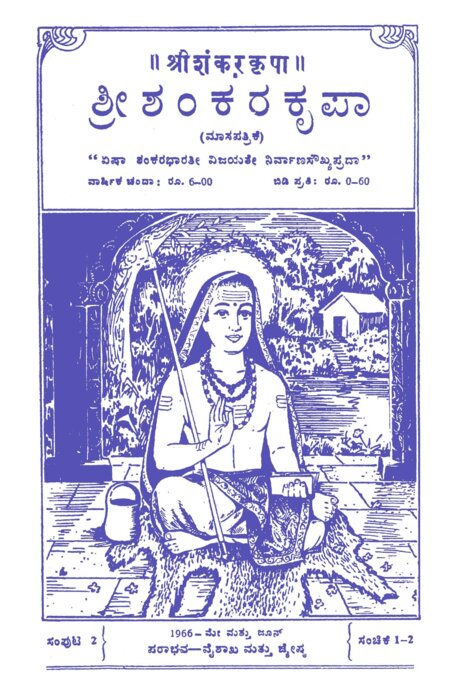 ॥ श्रीशंकरकृपा ॥
ಶ್ರೀಶಂಕರಕೃಪಾ
(ಮಾಸಪತ್ರಿಕೆ)
“ಏಷಾ ಶಂಕರಭಾರತೀ ವಿಜಯತೇ ನಿರ್ವಾಣಸೌಖ್ಯಪ್ರದಾ”
ವಾರ್ಷಿಕ ಚಂದಾ: ರೂ. 6-00 ಬಿಡಿ ಪ್ರತಿ: ರೂ. 0-60
ಸಂಪುಟ 2
1966–ಮೇ ಮತ್ತು ಜೂನ್
ಪರಾಭವ—ವೈಶಾಖ ಮತ್ತು ಜ್ಯೇಷ್ಠ
ಸಂಚಿಕೆ 1-2